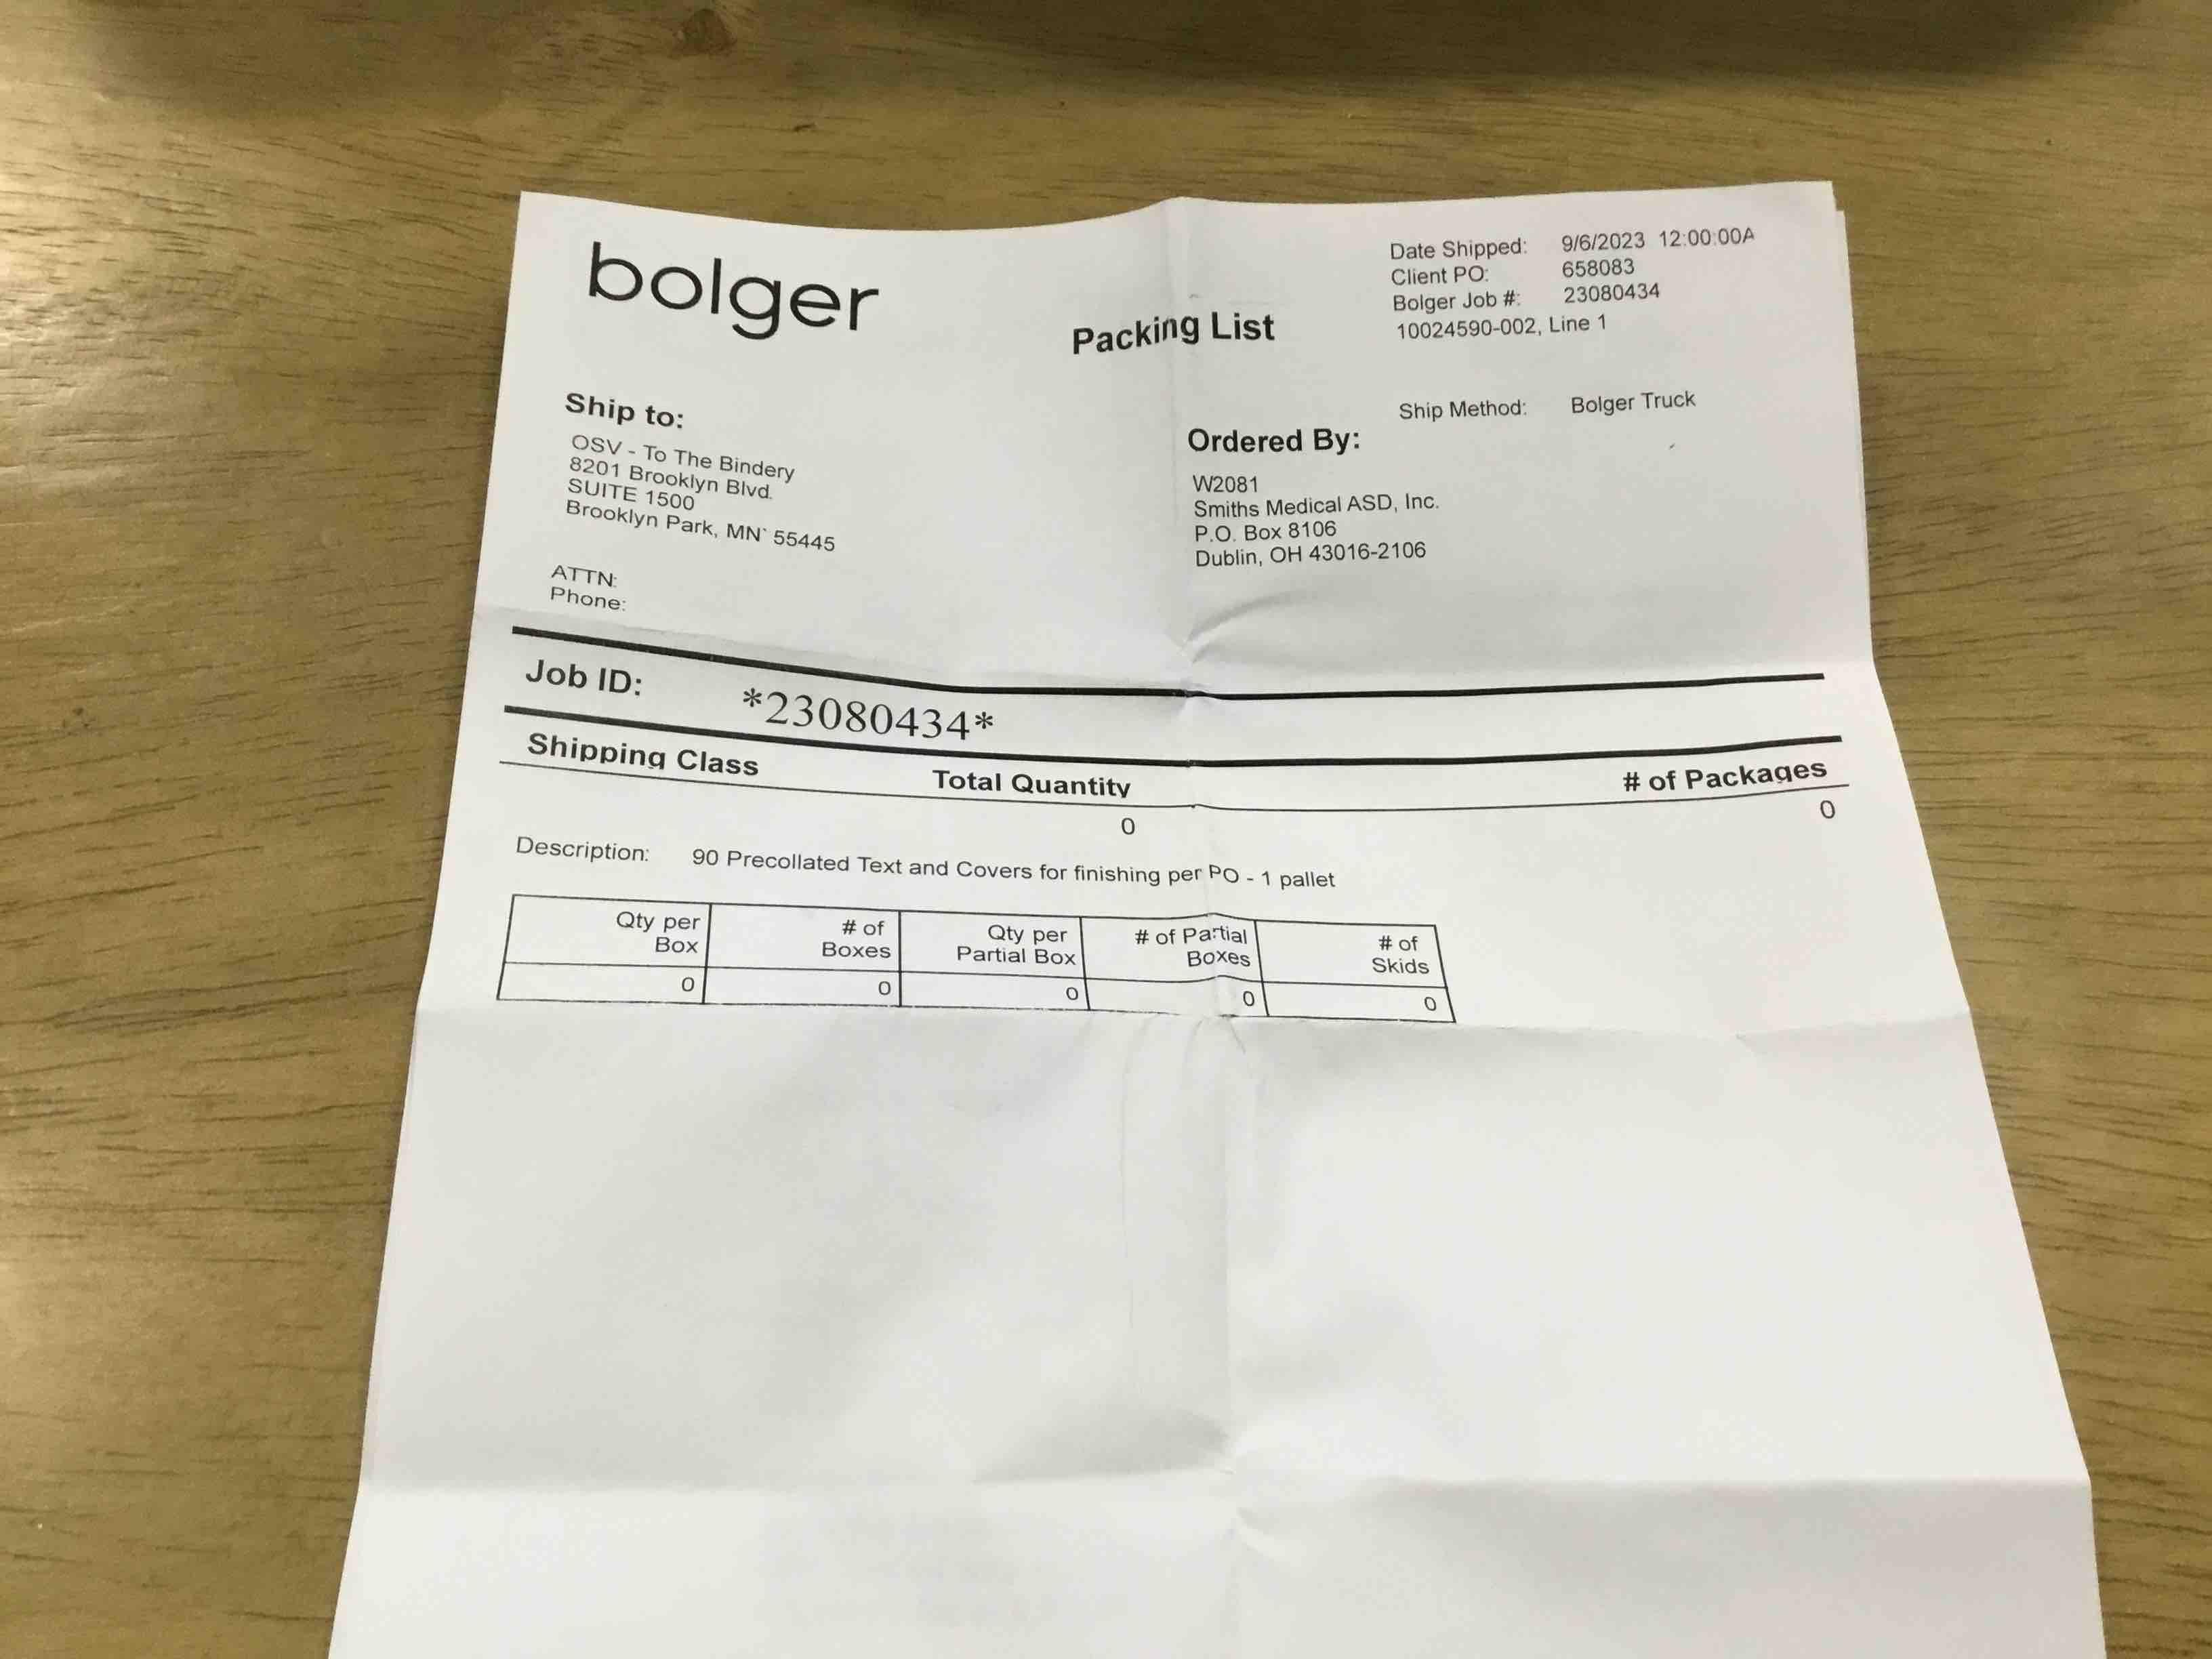 bolger
Packing List
Date Shipped: 9/6/2023 12:00:00A
Client PO: 658083
Bolger Job #: 23080434
10024590-002, Line 1
Ship Method: Bolger Truck
Ship to:
OSV - To The Bindery
8201 Brooklyn Blvd.
SUITE 1500
Brooklyn Park, MN 55445
ATTN:
Phone:
Ordered By:
W2081
Smiths Medical ASD, Inc.
P.O. Box 8106
Dublin, OH 43016-2106
Job ID: *23080434*
Shipping Class Total Quantity # of Packages
0 0
Description: 90 Precollated Text and Covers for finishing per PO - 1 pallet
Qty per Box # of Boxes Qty per Partial Box # of Partial Boxes # of Skids
0 0 0 0 0